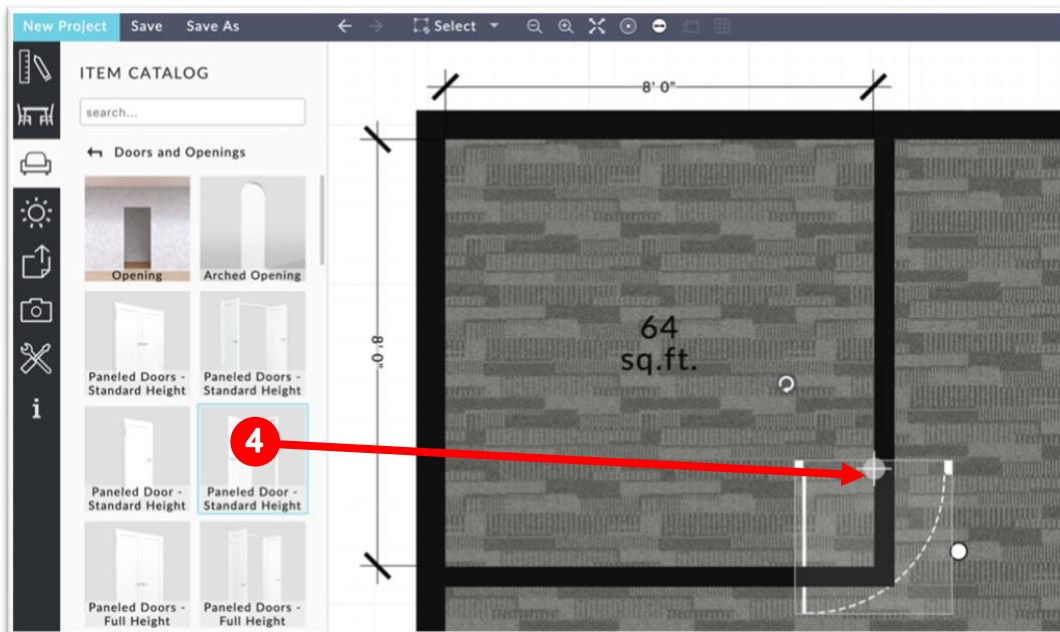 New Project Save Save As Select
ITEM CATALOG
search...
Doors and Openings
Opening
Arched Opening
Paneled Doors -
Standard Height
Paneled Doors -
Standard Height
4
Paneled Door -
Standard Height
Paneled Door -
Standard Height
Paneled Doors -
Full Height
Paneled Doors -
Full Height
8' 0"
8' 0"
64
sq.ft.
i